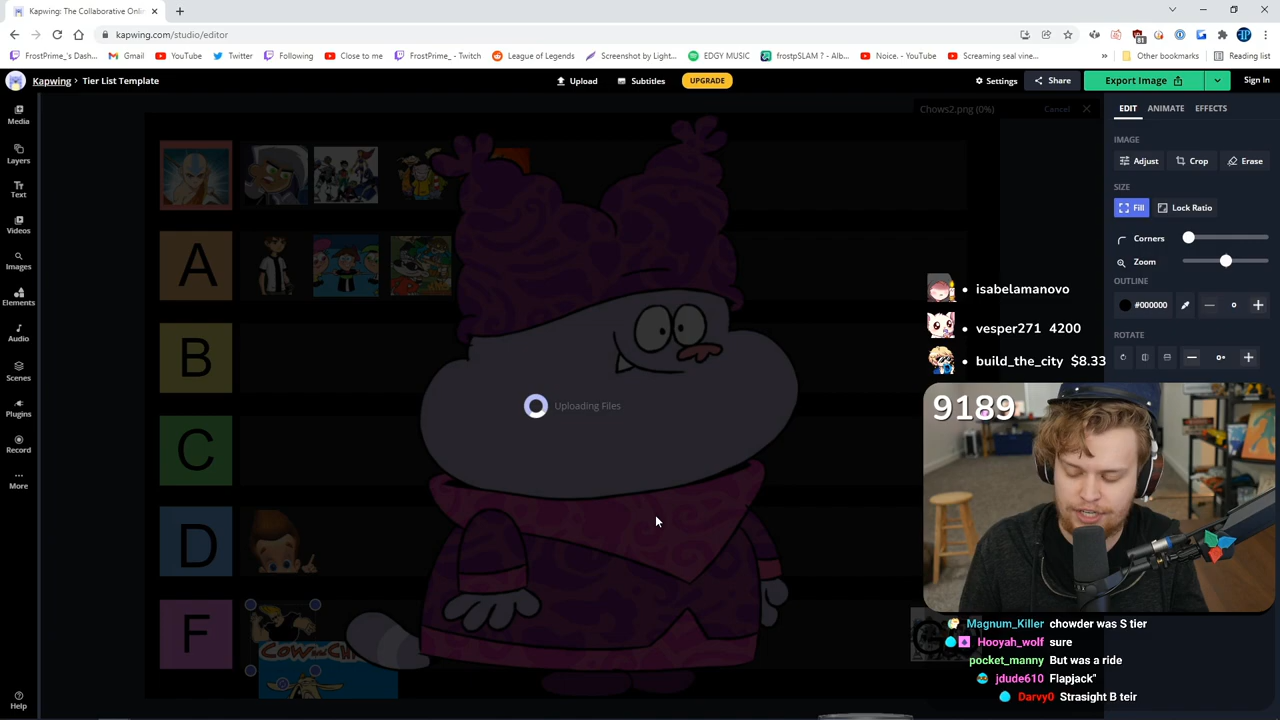 Kapwing: The Collaborative Onli
kapwing.com/studio/editor
FrostPrime_'s Dash...
Gmail
YouTube
Twitter
Following
Close to me
FrostPrime_ - Twitch
League of Legends
Screenshot by Light...
EDGY MUSIC
frostpSLAM ? - Alb...
Noice. - YouTube
Screaming seal vine...
»
Other bookmarks
Reading list
Kapwing > Tier List Template
Upload
Subtitles
UPGRADE
Settings
Share
Export Image
Sign In
Media
Layers
Text
Videos
Images
Elements
Audio
Scenes
Plugins
Record
More
Help
Chows2.png (0%)
Cancel
EDIT
ANIMATE
EFFECTS
IMAGE
Adjust
Crop
Erase
SIZE
Fill
Lock Ratio
Corners
Zoom
OUTLINE
#000000
0
ROTATE
A
B
C
D
F
Uploading Files
• isabelamanovo
• vesper271 4200
• build_the_city $8.33
9189
Magnum_Killer chowder was S tier
Hooyah_wolf sure
pocket_manny But was a ride
jdude610 Flapjack"
Darvy0 Strasight B teir